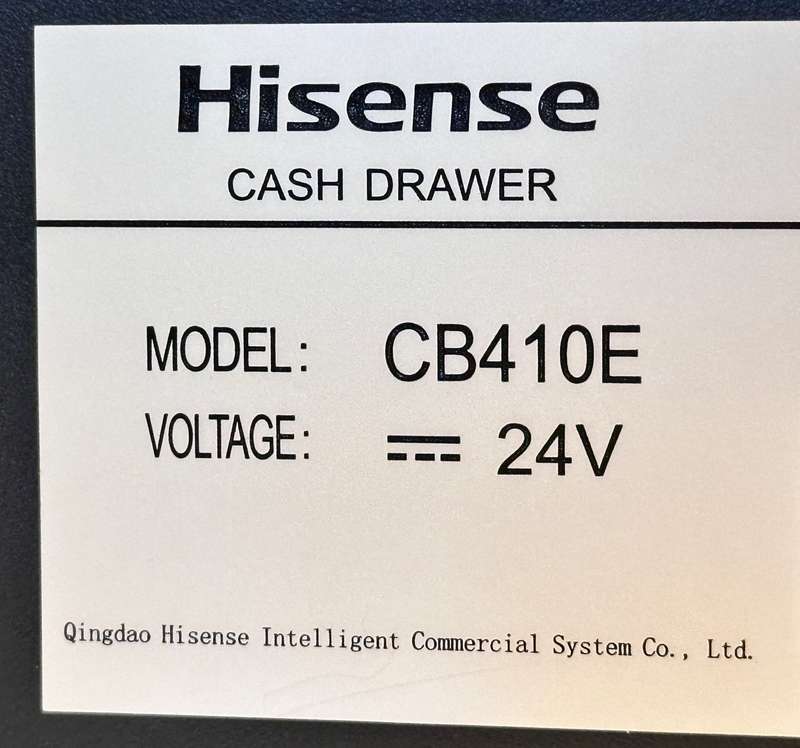 Hisense
CASH DRAWER
MODEL: CB410E
VOLTAGE: ⎓ 24V
Qingdao Hisense Intelligent Commercial System Co., Ltd.